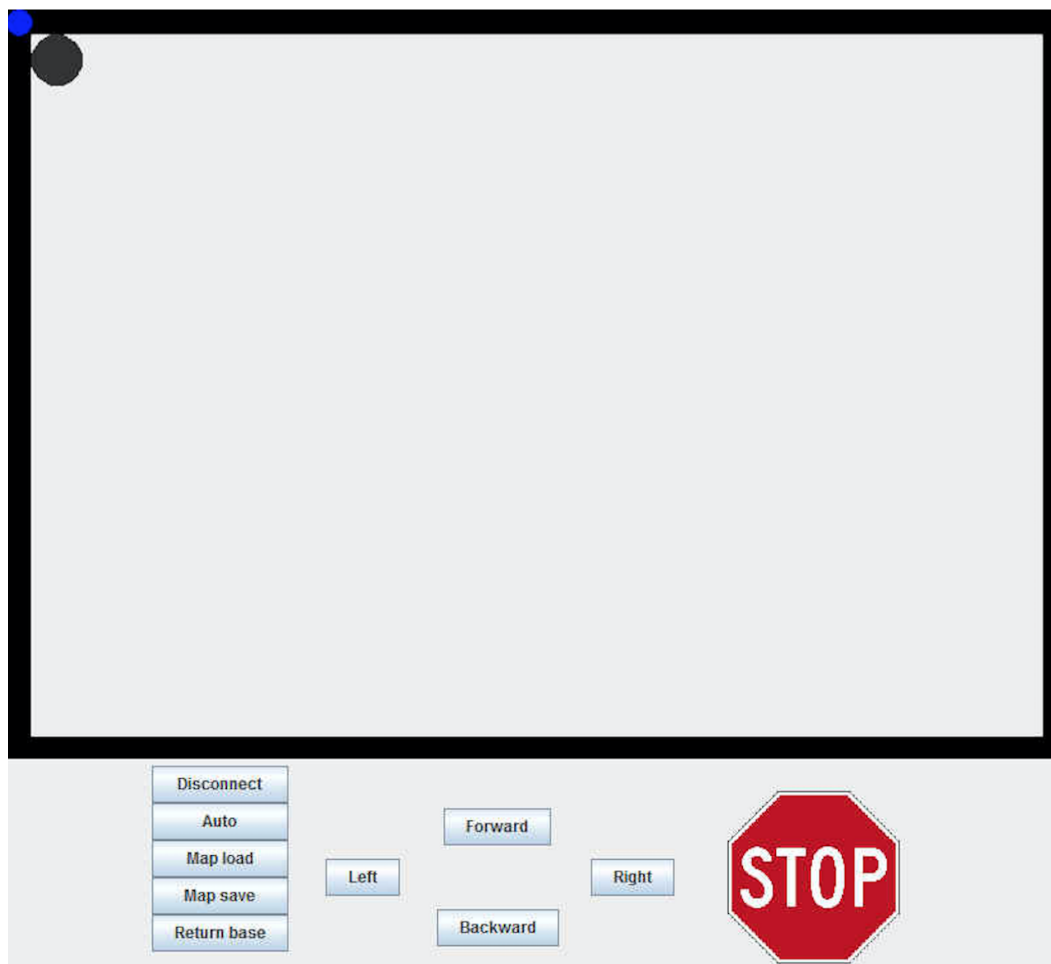 Disconnect
Auto
Map load
Map save
Return base
Forward
Left
Right
Backward
STOP